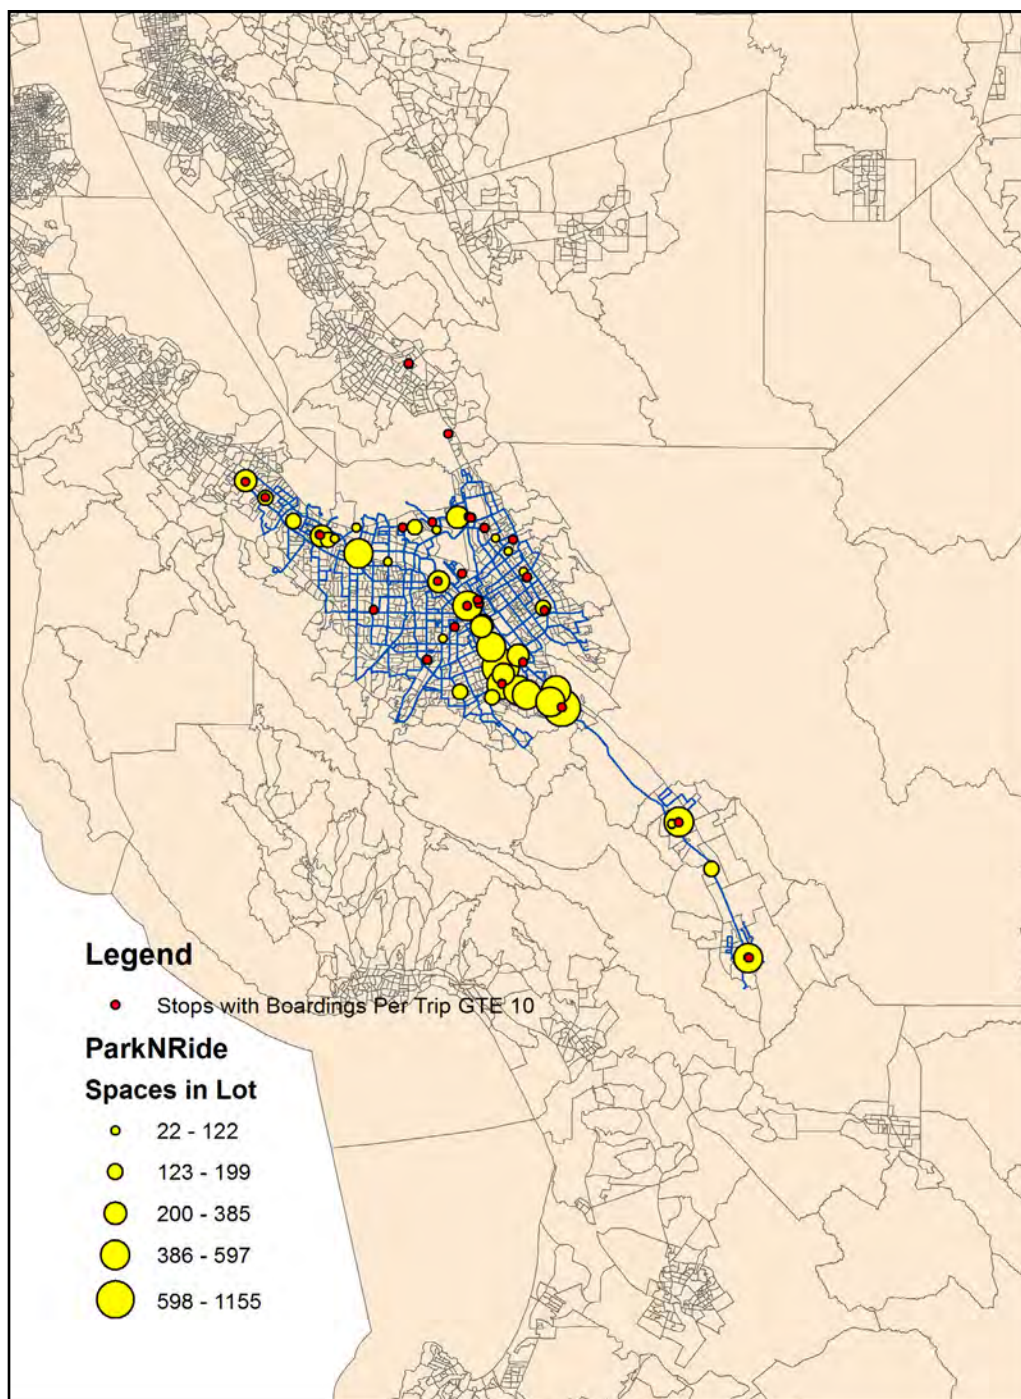 Legend
Stops with Boardings Per Trip GTE 10
ParkNRide
Spaces in Lot
22 - 122
123 - 199
200 - 385
386 - 597
598 - 1155